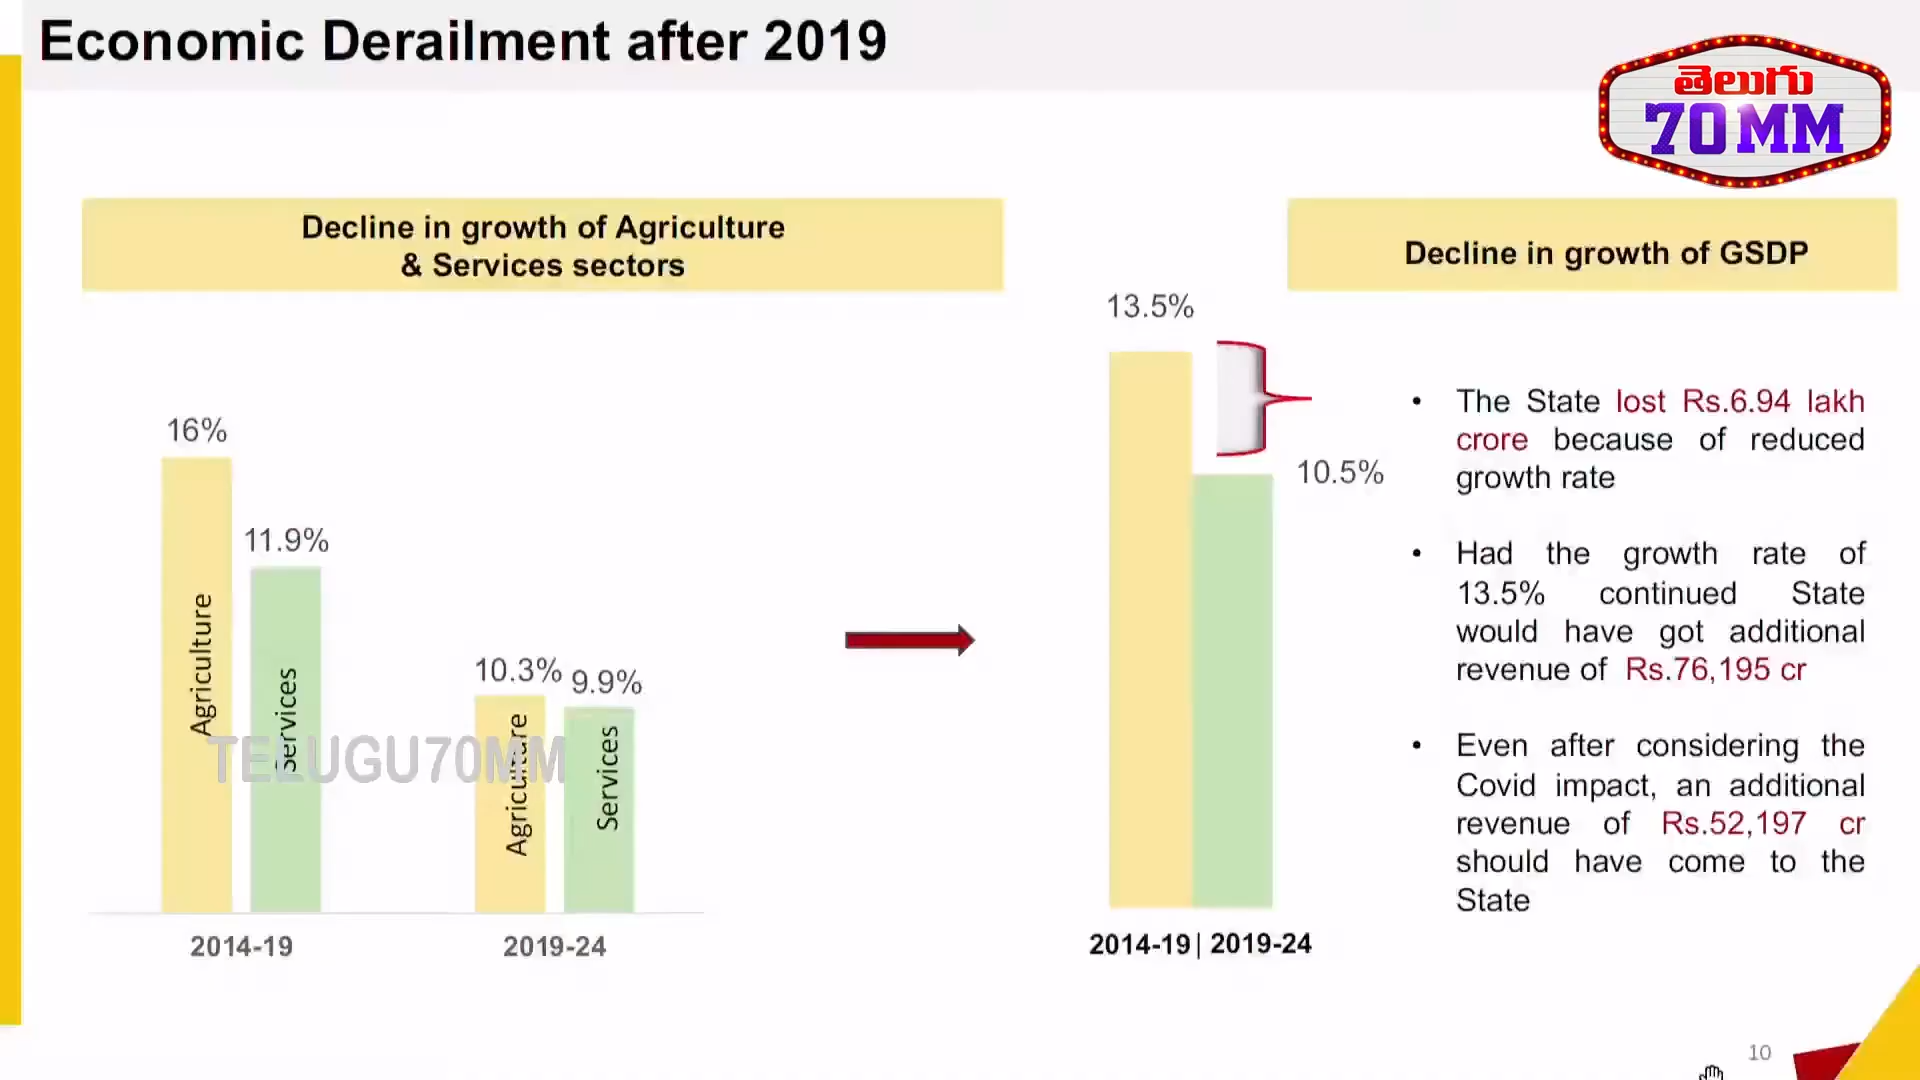 Economic Derailment after 2019
తెలుగు
70MM
Decline in growth of Agriculture
& Services sectors
16%
11.9%
10.3%
9.9%
Agriculture
Services
Agriculture
Services
TELUGU70MM
2014-19
2019-24
Decline in growth of GSDP
13.5%
10.5%
2014-19| 2019-24
• The State lost Rs.6.94 lakh
crore because of reduced
growth rate
• Had the growth rate of
13.5% continued State
would have got additional
revenue of Rs.76,195 cr
• Even after considering the
Covid impact, an additional
revenue of Rs.52,197 cr
should have come to the
State
10